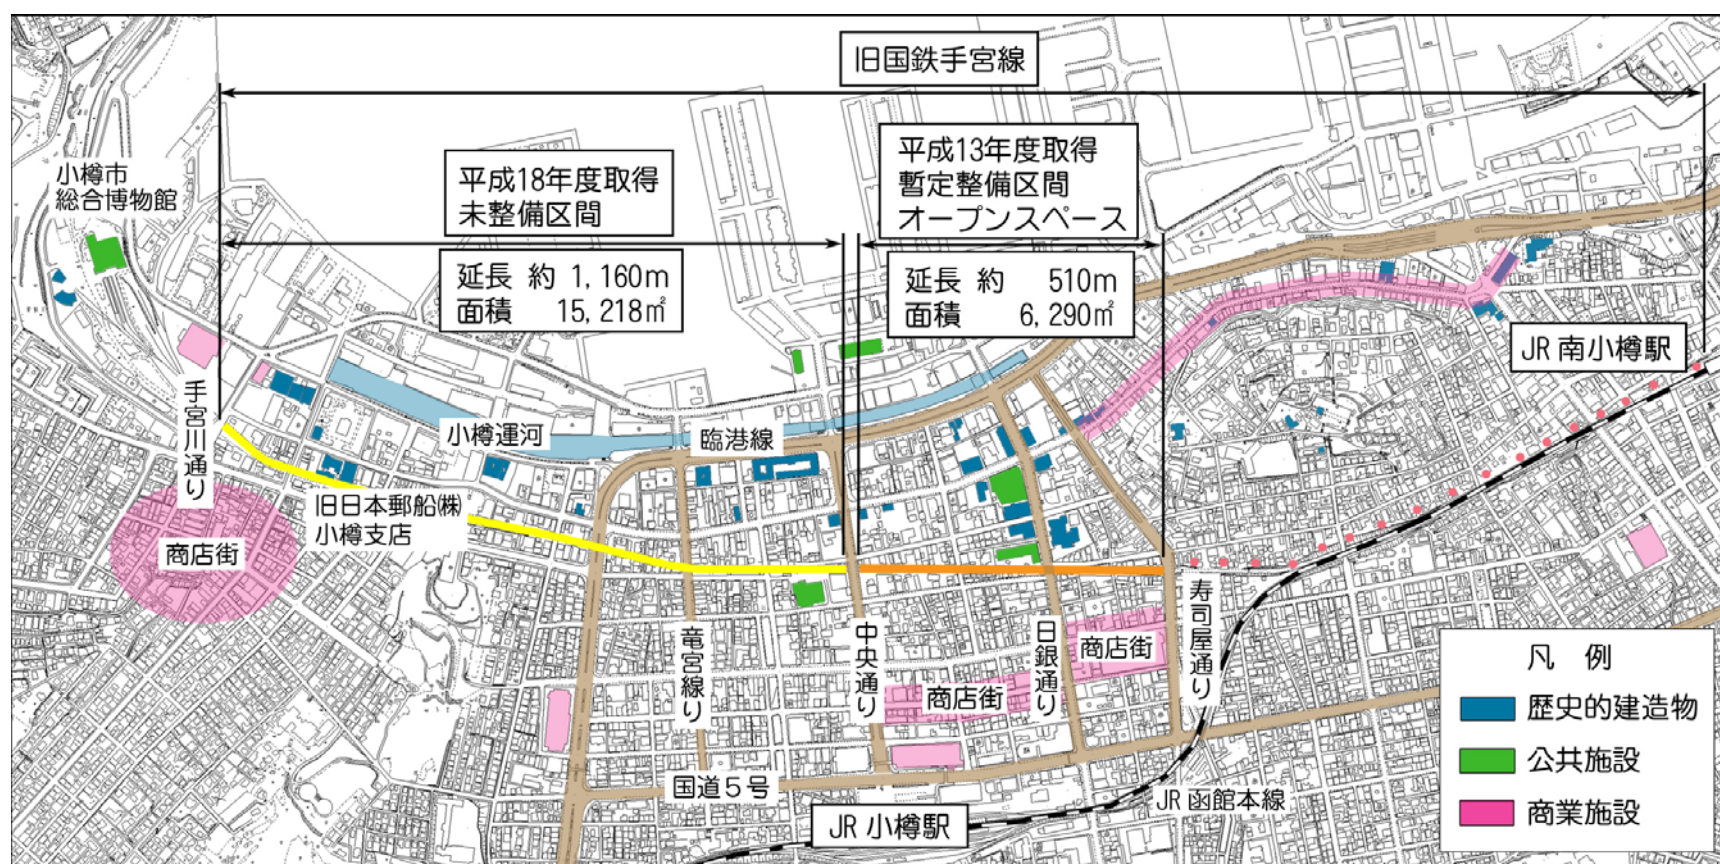 旧国鉄手宮線
平成18年度取得
未整備区間
平成13年度取得
暫定整備区間
オープンスペース
延長 約 1,160m
面積 15,218㎡
延長 約 510m
面積 6,290㎡
小樽市
総合博物館
手宮川通り
小樽運河
臨港線
JR 南小樽駅
旧日本郵船㈱
小樽支店
商店街
竜宮線り
中央通り
日銀通り
寿司屋通り
商店街
商店街
国道5号
JR 小樽駅
JR 函館本線
凡 例
歴史的建造物
公共施設
商業施設